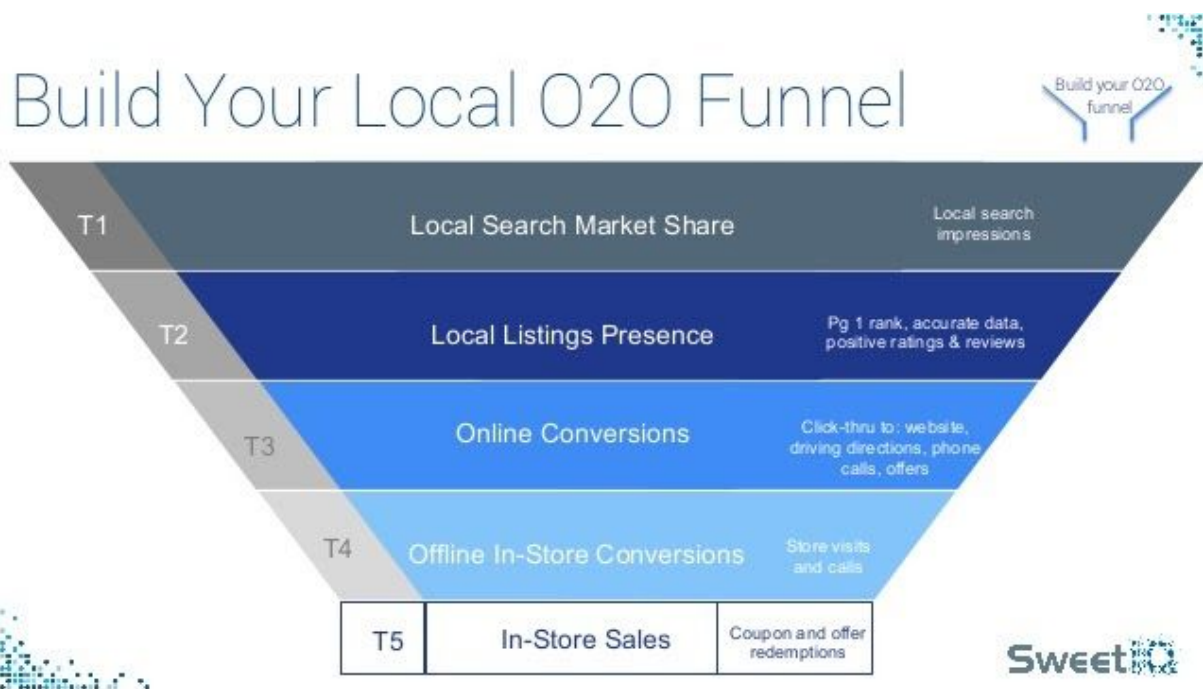 Build Your Local O2O Funnel
Build your O2O
funnel
T1
Local Search Market Share
Local search
impressions
T2
Local Listings Presence
Pg 1 rank, accurate data,
positive ratings & reviews
T3
Online Conversions
Click-thru to: website,
driving directions, phone
calls, offers
T4
Offline In-Store Conversions
Store visits
and calls
T5
In-Store Sales
Coupon and offer
redemptions
SweetIQ